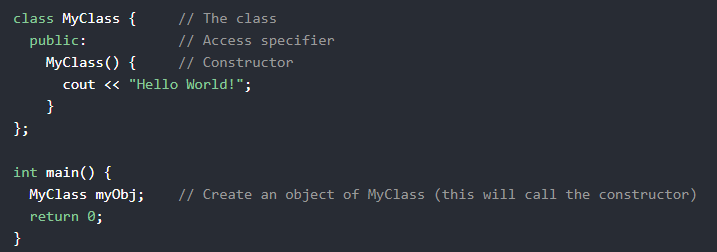 class MyClass {     // The class
  public:           // Access specifier
    MyClass() {     // Constructor
      cout << "Hello World!";
    }
};

int main() {
  MyClass myObj;    // Create an object of MyClass (this will call the constructor)
  return 0;
}